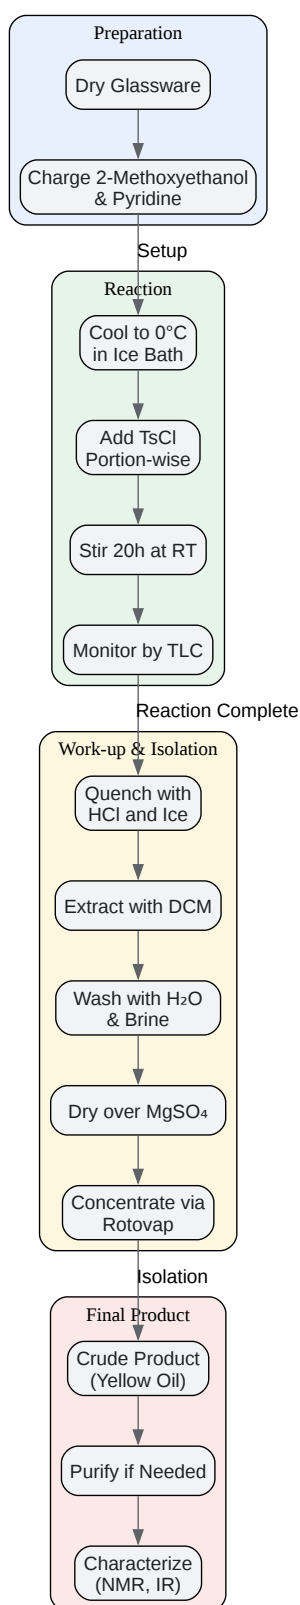 Preparation
Dry Glassware
Charge 2-Methoxyethanol
& Pyridine
Setup
Reaction
Cool to 0°C
in Ice Bath
Add TsCl
Portion-wise
Stir 20h at RT
Monitor by TLC
Reaction Complete
Work-up & Isolation
Quench with
HCl and Ice
Extract with DCM
Wash with H₂O
& Brine
Dry over MgSO₄
Concentrate via
Rotovap
Isolation
Final Product
Crude Product
(Yellow Oil)
Purify if Needed
Characterize
(NMR, IR)